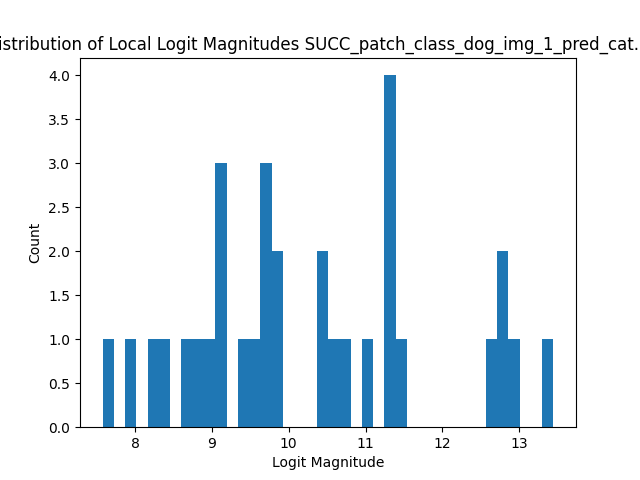 istribution of Local Logit Magnitudes SUCC_patch_class_dog_img_1_pred_cat.
4.0
3.5
3.0
2.5
2.0
1.5
1.0
0.5
0.0
Count
8 9 10 11 12 13
Logit Magnitude